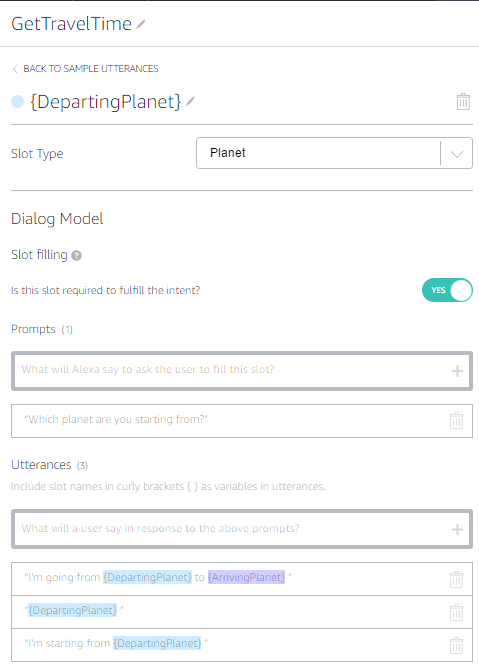 GetTravelTime
BACK TO SAMPLE UTTERANCES
{DepartingPlanet}
Slot Type
Planet
Dialog Model
Slot filling ?
Is this slot required to fulfill the intent?
YES
Prompts (1)
What will Alexa say to ask the user to fill this slot?
"Which planet are you starting from?"
Utterances (3)
Include slot names in curly brackets { } as variables in utterances.
What will a user say in response to the above prompts?
"I'm going from {DepartingPlanet} to {ArrivingPlanet} "
"{DepartingPlanet} "
"I'm starting from {DepartingPlanet} "